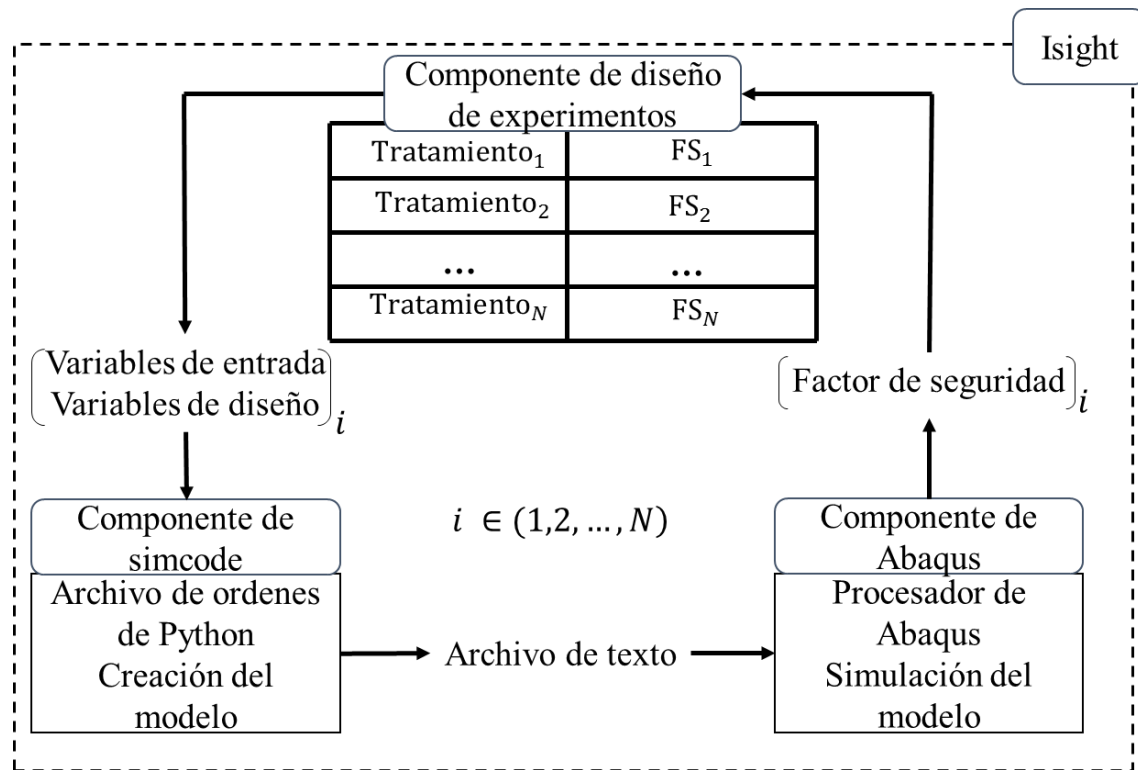 Isight
Componente de diseño
de experimentos
Tratamiento₁ FS₁
Tratamiento₂ FS₂
... ...
Tratamiento_N FS_N
Variables de entrada
Variables de diseño
i
Factor de seguridad
i
Componente de
simcode
Archivo de ordenes
de Python
Creación del
modelo
i ∈ (1,2, …, N)
Archivo de texto
Componente de
Abaqus
Procesador de
Abaqus
Simulación del
modelo